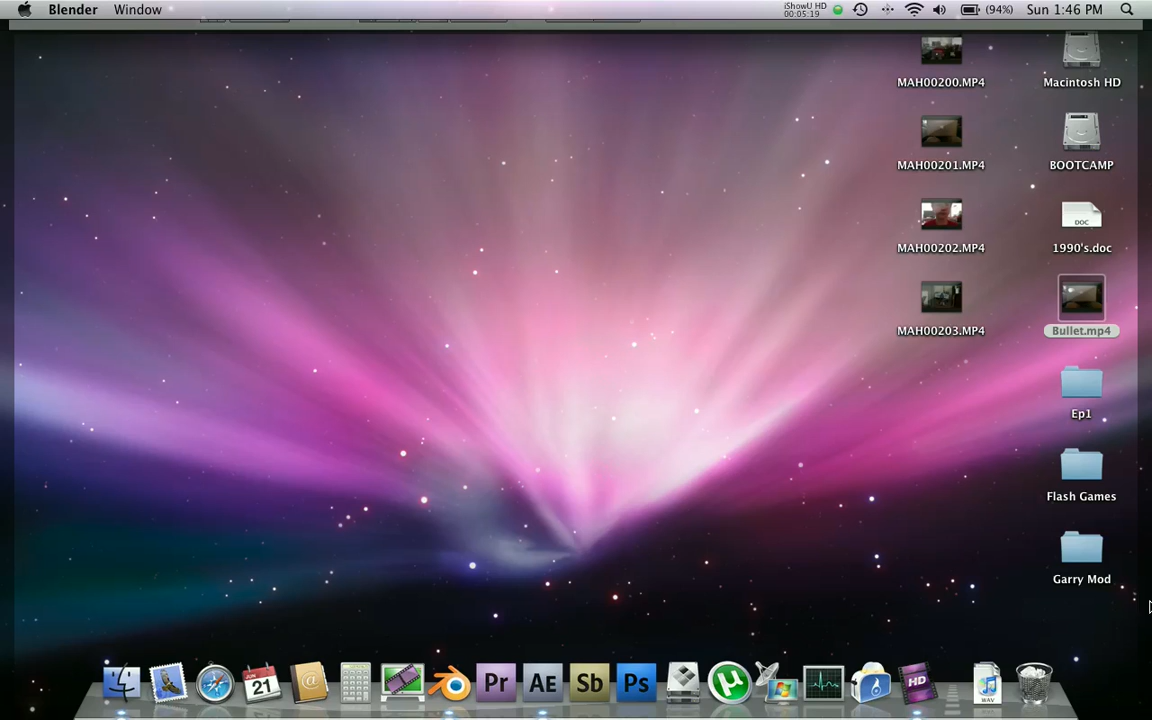 Blender Window
iShowU HD
00:05:19
(94%) Sun 1:46 PM
MAH00200.MP4
Macintosh HD
MAH00201.MP4
BOOTCAMP
DOC
MAH00202.MP4
1990's.doc
MAH00203.MP4
Bullet.mp4
Ep1
Flash Games
Garry Mod
JUN
21
@
Pr
AE
Sb
Ps
µ
HD
WAV